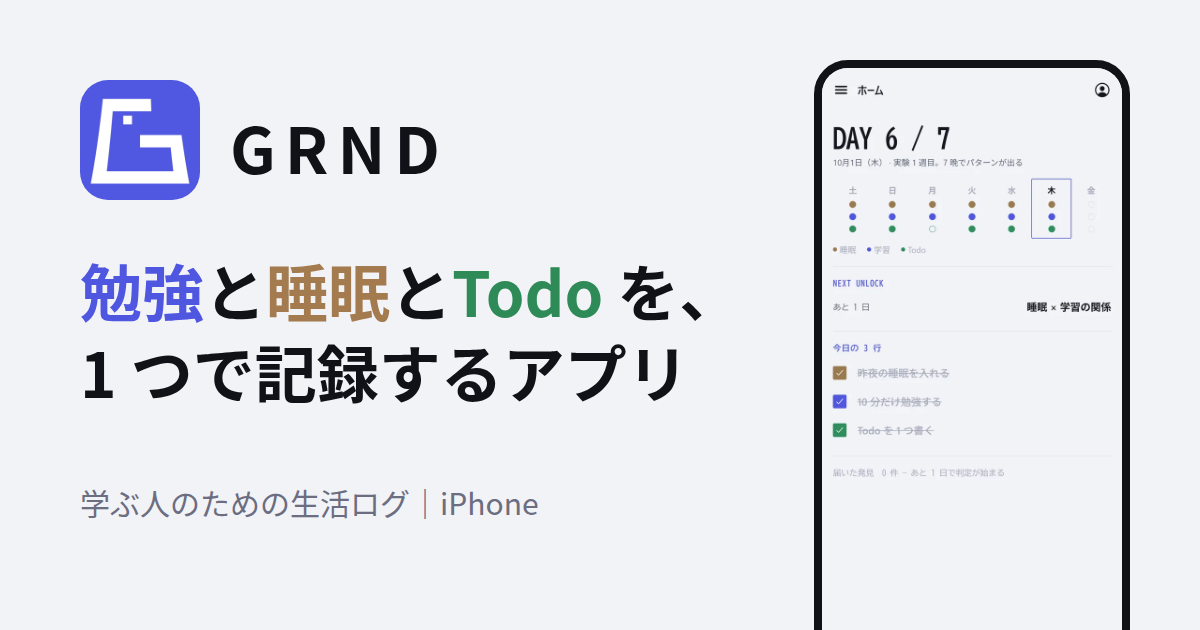 GRND
勉強と睡眠とTodo を、
1 つで記録するアプリ
学ぶ人のための生活ログ｜iPhone
ホーム
DAY 6 / 7
10月1日（木）· 実験 1 週目。7 晩でパターンが出る
土 日 月 火 水 木 金
睡眠 学習 Todo
NEXT UNLOCK
あと 1 日 睡眠 × 学習の関係
今日の 3 行
昨夜の睡眠を入れる
10 分だけ勉強する
Todo を 1 つ書く
届いた発見 0 件 − あと 1 日で判定が始まる